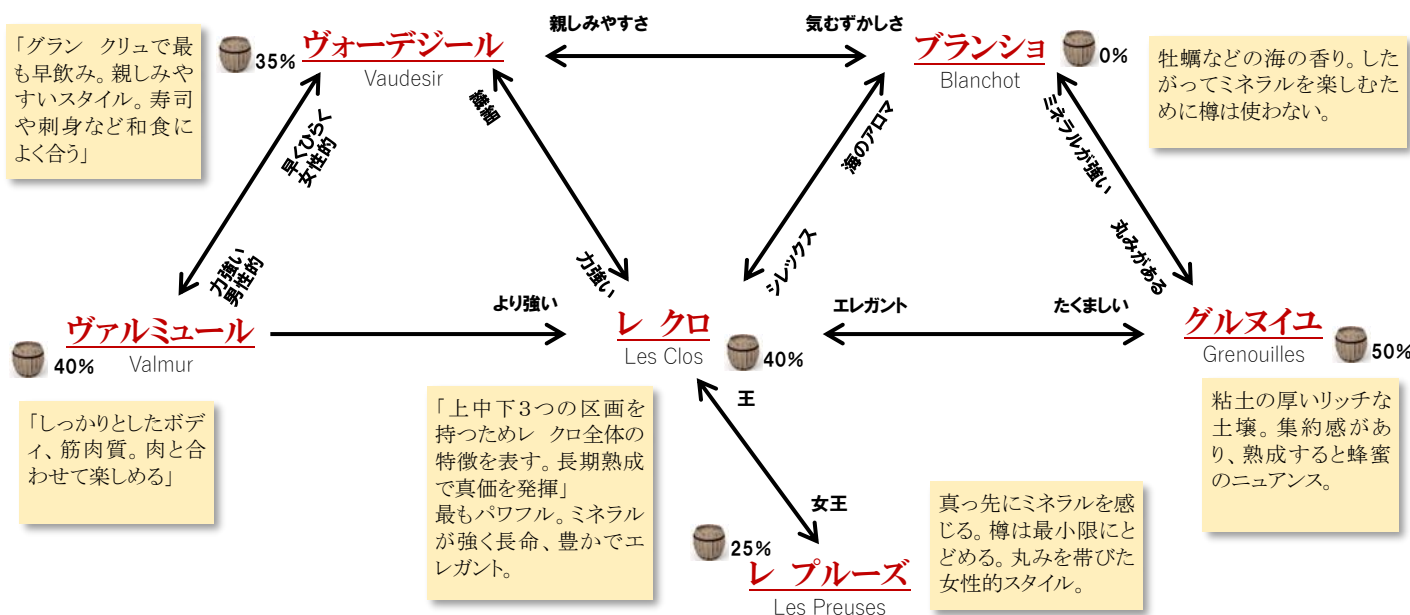 「グラン クリュで最
も早飲み。親しみや
すいスタイル。寿司
や刺身など和食に
よく合う」
35%
ヴォーデジール
Vaudesir
親しみやすさ
気むずかしさ
ブランショ
Blanchot
0%
牡蠣などの海の香り。した
がってミネラルを楽しむた
めに樽は使わない。
早くひらく
女性的
力強い
男性的
繊細
力強い
海のアロマ
シレックス
ミネラルが強い
丸みがある
ヴァルミュール
Valmur
40%
より強い
レ クロ
Les Clos
40%
エレガント
たくましい
グルヌイユ
Grenouilles
50%
「しっかりとしたボデ
ィ、筋肉質。肉と合
わせて楽しめる」
「上中下3つの区画を
持つためレ クロ全体の
特徴を表す。長期熟成
で真価を発揮」
最もパワフル。ミネラル
が強く長命、豊かでエ
レガント。
王
女王
25%
レ プルーズ
Les Preuses
真っ先にミネラルを感
じる。樽は最小限にと
どめる。丸みを帯びた
女性的スタイル。
粘土の厚いリッチな
土壌。集約感があ
り、熟成すると蜂蜜
のニュアンス。